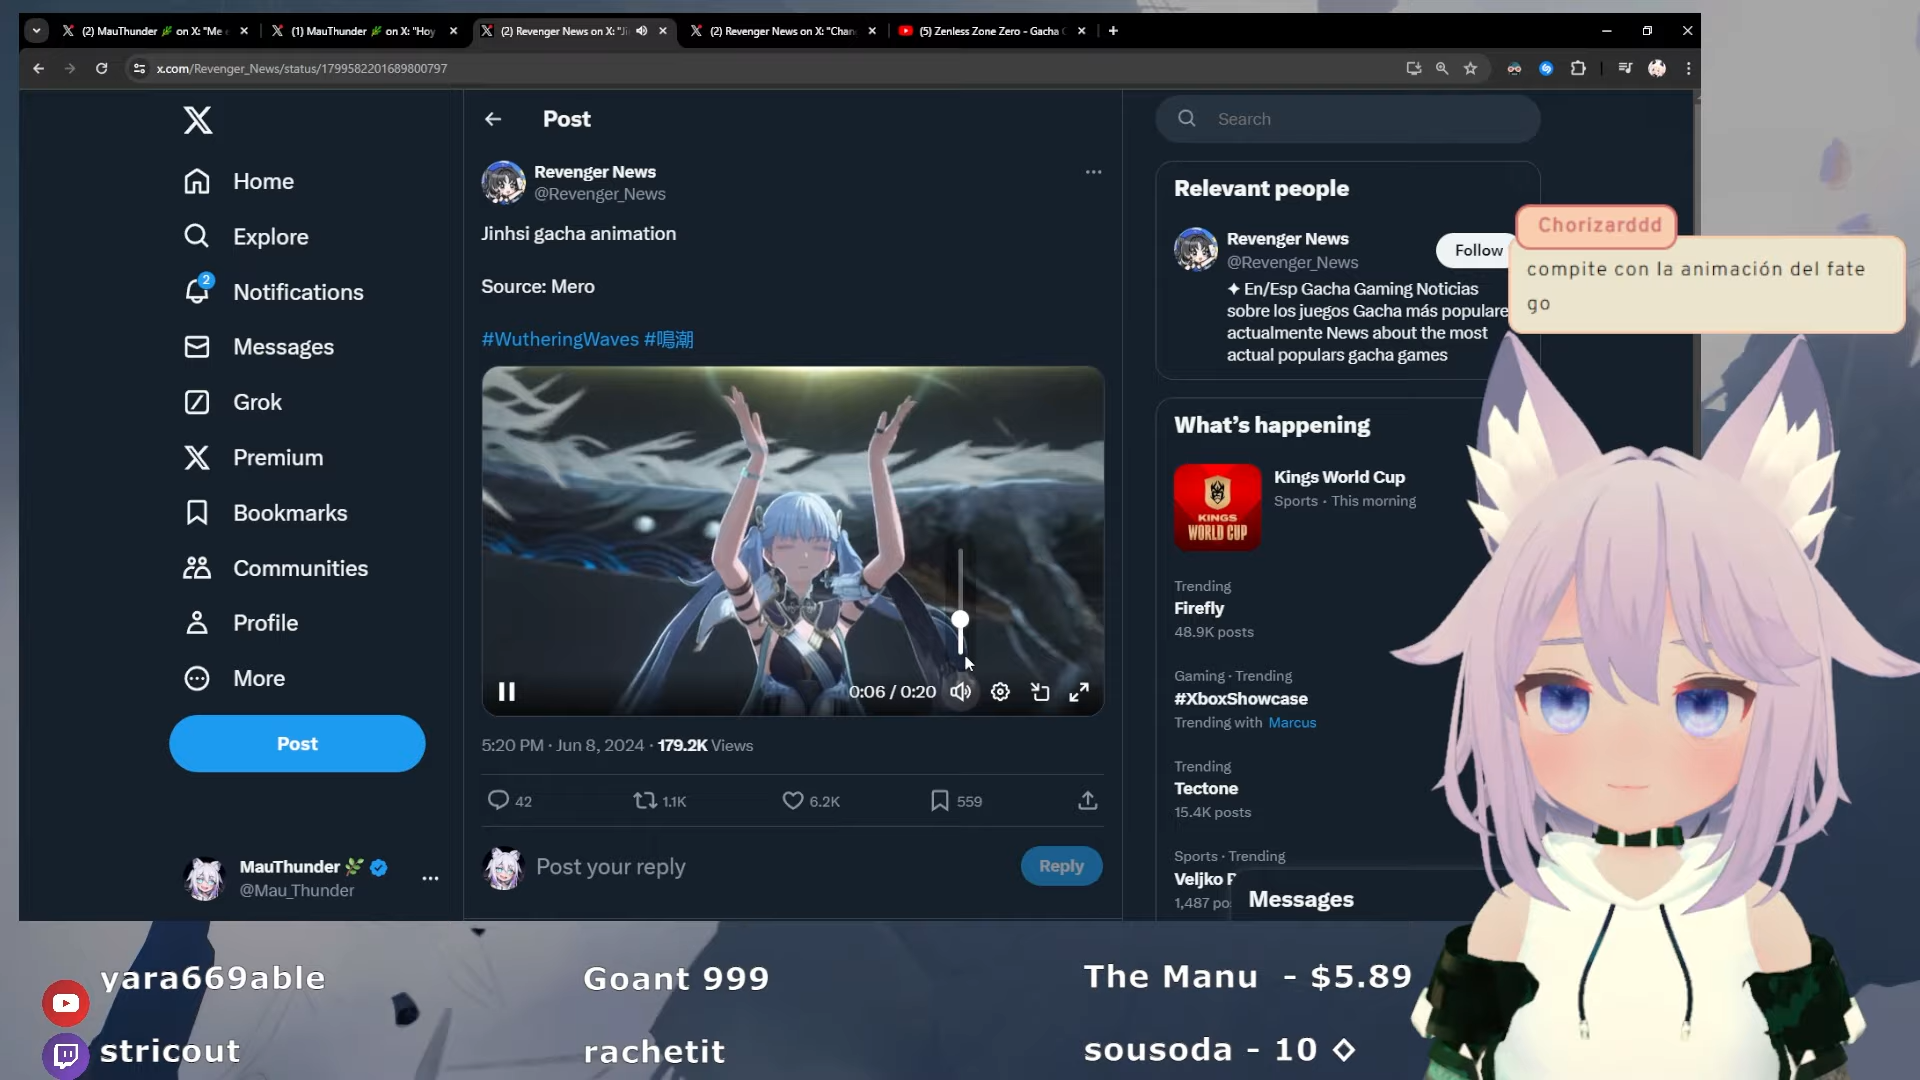 (2) MauThunder 🌿 on X: "Me e
(1) MauThunder 🌿 on X: "Hoy
(2) Revenger News on X: "Ji
(2) Revenger News on X: "Chan
(5) Zenless Zone Zero - Gacha
x.com/Revenger_News/status/1799582201689800797
Home
Explore
2
Notifications
Messages
Grok
Premium
Bookmarks
Communities
Profile
More
Post
MauThunder 🌿
@Mau_Thunder
Post
Revenger News
@Revenger_News
Jinhsi gacha animation
Source: Mero
#WutheringWaves #鳴潮
0:06 / 0:20
5:20 PM · Jun 8, 2024 · 179.2K Views
42
1.1K
6.2K
559
Post your reply
Reply
Search
Relevant people
Revenger News
@Revenger_News
Follow
✦ En/Esp Gacha Gaming Noticias
sobre los juegos Gacha más populare
actualmente News about the most
actual populars gacha games
What's happening
KINGS
WORLD CUP
Kings World Cup
Sports · This morning
Trending
Firefly
48.9K posts
Gaming · Trending
#XboxShowcase
Trending with Marcus
Trending
Tectone
15.4K posts
Sports · Trending
Veljko
1,487 po
Messages
Chorizarddd
compite con la animación del fate
go
yara669able
Goant 999
The Manu - $5.89
stricout
rachetit
sousoda - 10 ◇